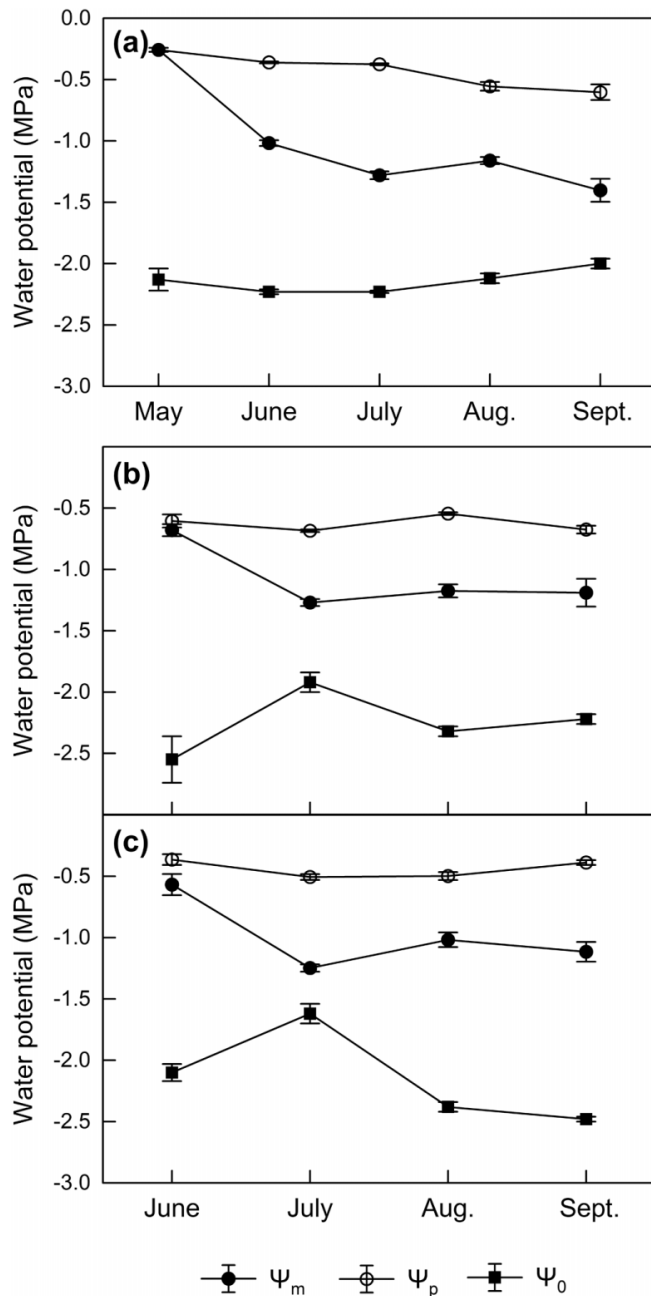 (a)
Water potential (MPa)
0.0
-0.5
-1.0
-1.5
-2.0
-2.5
-3.0
May June July Aug. Sept.
(b)
Water potential (MPa)
-0.5
-1.0
-1.5
-2.0
-2.5
(c)
Water potential (MPa)
-0.5
-1.0
-1.5
-2.0
-2.5
-3.0
June July Aug. Sept.
Ψm Ψp Ψ0